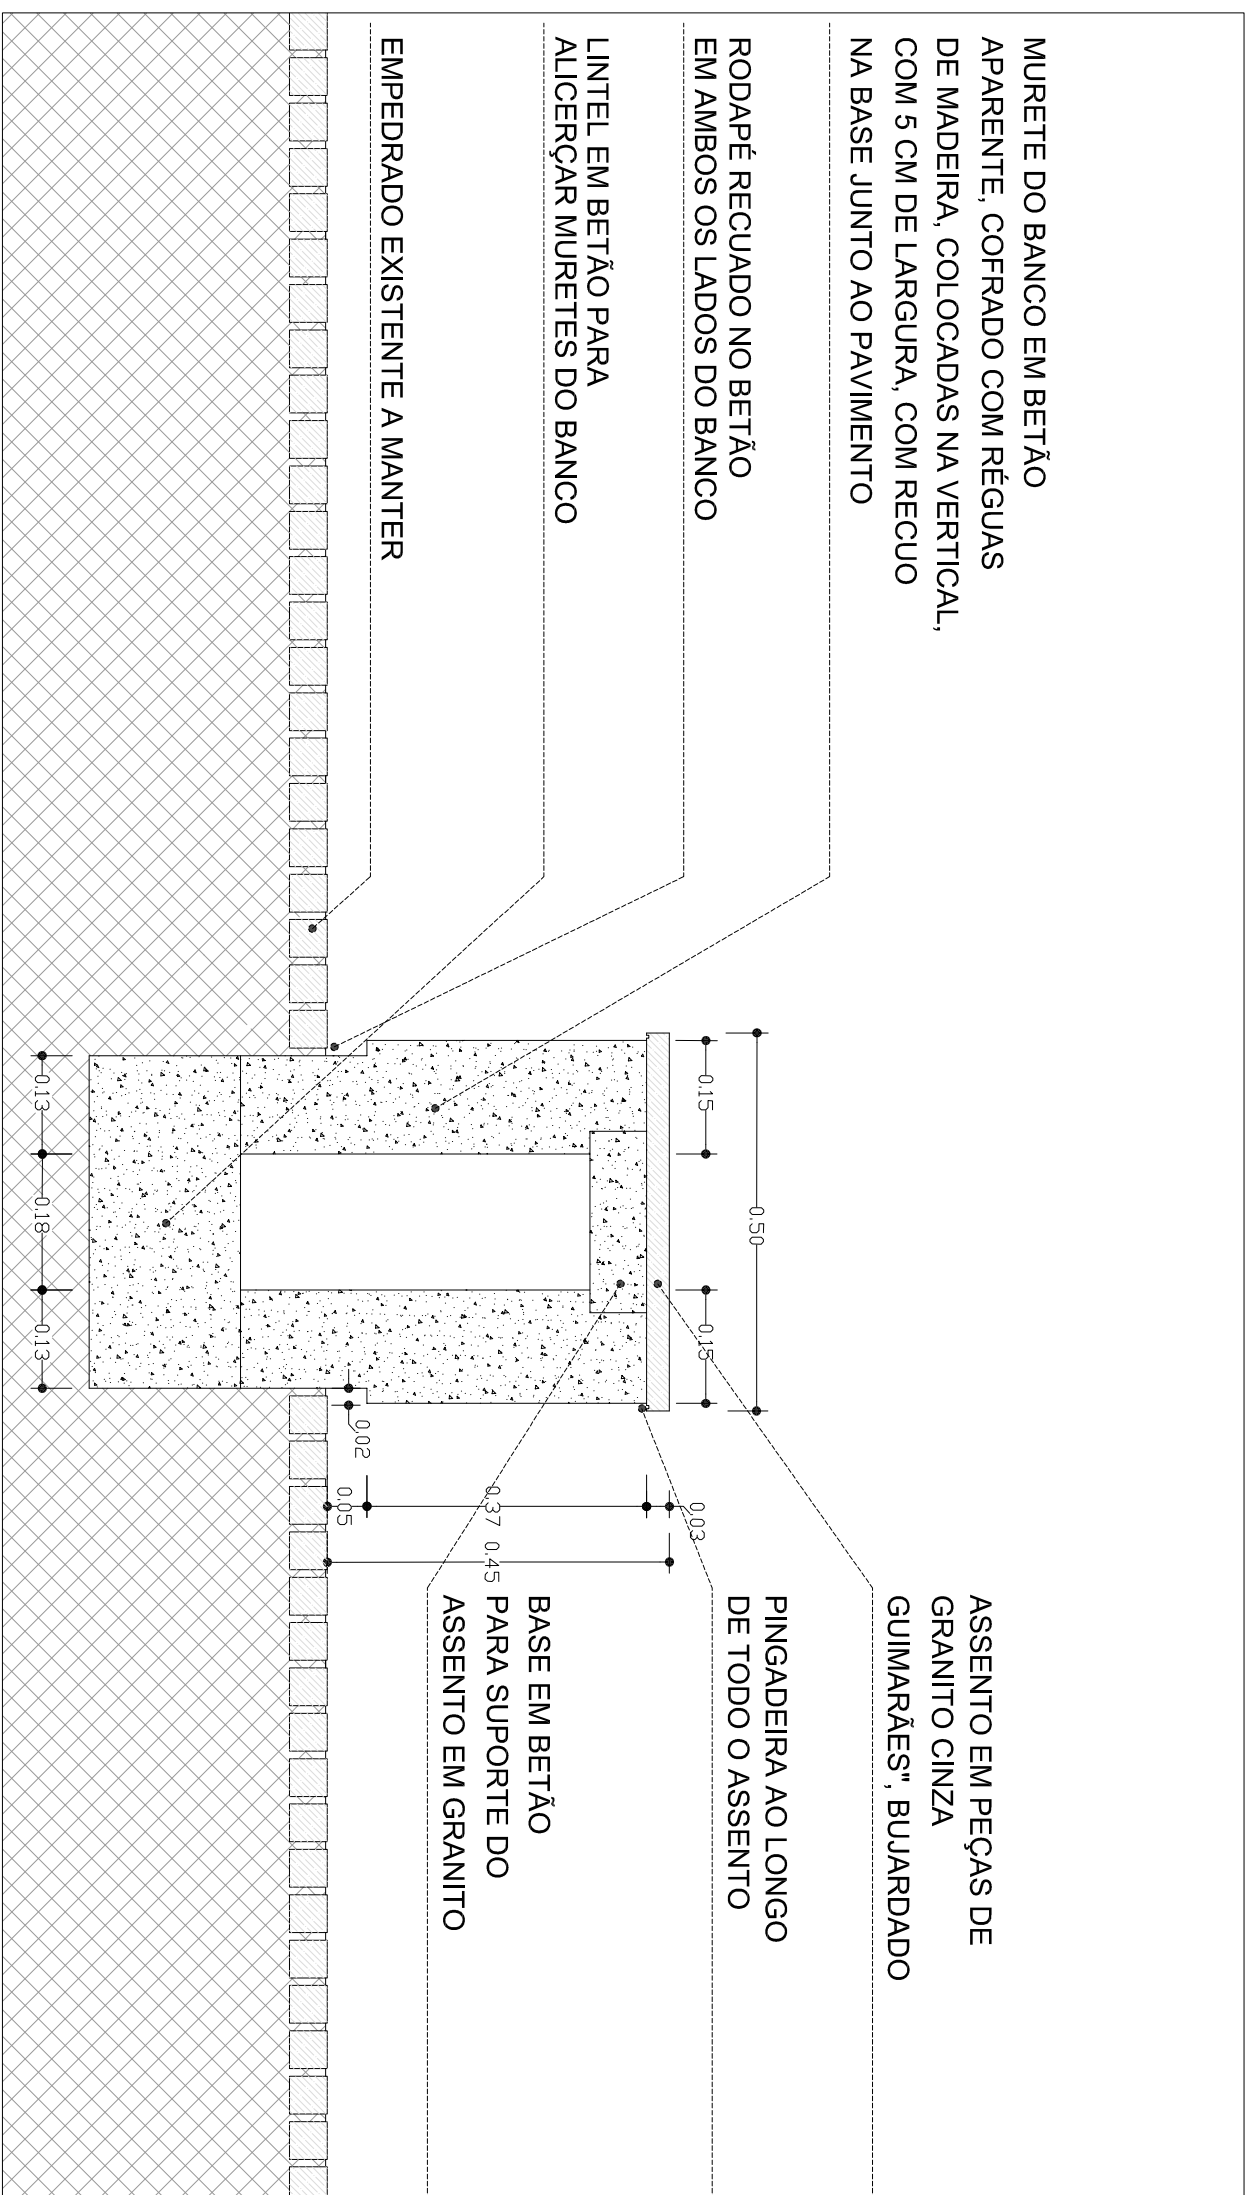 MURETE DO BANCO EM BETÃO
APARENTE, COFRADO COM RÉGUAS
DE MADEIRA, COLOCADAS NA VERTICAL,
COM 5 CM DE LARGURA, COM RECUO
NA BASE JUNTO AO PAVIMENTO
RODAPÉ RECUADO NO BETÃO
EM AMBOS OS LADOS DO BANCO
LINTEL EM BETÃO PARA
ALICERÇAR MURETES DO BANCO
EMPEDRADO EXISTENTE A MANTER
0.50
0.15
0.15
0.13
0.18
0.13
0.02
0.03
0.37
0.05
0.45
ASSENTO EM PEÇAS DE
GRANITO CINZA
GUIMARÃES", BUJARDADO
PINGADEIRA AO LONGO
DE TODO O ASSENTO
BASE EM BETÃO
PARA SUPORTE DO
ASSENTO EM GRANITO